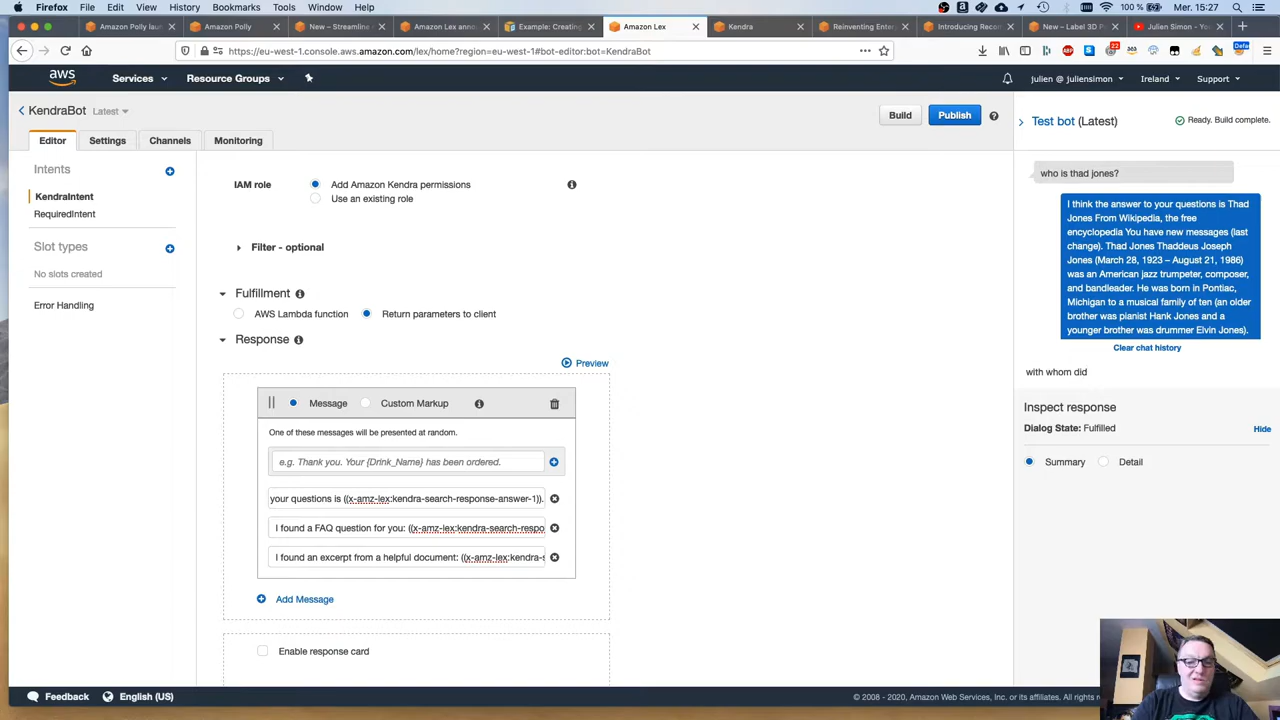 Firefox File Edit View History Bookmarks Tools Window Help
100 % Mer. 15:27
Amazon Polly lau
Amazon Polly
New – Streamline
Amazon Lex anno
Example: Creating
Amazon Lex
Kendra
Reinventing Enter
Introducing Recom
New – Label 3D P
Julien Simon - Yo
https://eu-west-1.console.aws.amazon.com/lex/home?region=eu-west-1#bot-editor:bot=KendraBot
22
Defa
aws Services Resource Groups julien @ juliensimon Ireland Support
KendraBot Latest
Build Publish
Test bot (Latest) Ready. Build complete.
Editor Settings Channels Monitoring
Intents
KendraIntent
RequiredIntent
Slot types
No slots created
Error Handling
IAM role Add Amazon Kendra permissions
Use an existing role
Filter - optional
Fulfillment
AWS Lambda function Return parameters to client
Response
Preview
Message Custom Markup
One of these messages will be presented at random.
e.g. Thank you. Your {Drink_Name} has been ordered.
your questions is ((x-amz-lex:kendra-search-response-answer-1)).
I found a FAQ question for you: ((x-amz-lex:kendra-search-respo
I found an excerpt from a helpful document: ((x-amz-lex:kendra-s
Add Message
Enable response card
who is thad jones?
I think the answer to your questions is Thad
Jones From Wikipedia, the free
encyclopedia You have new messages (last
change). Thad Jones Thaddeus Joseph
Jones (March 28, 1923 – August 21, 1986)
was an American jazz trumpeter, composer,
and bandleader. He was born in Pontiac,
Michigan to a musical family of ten (an older
brother was pianist Hank Jones and a
younger brother was drummer Elvin Jones).
Clear chat history
with whom did
Inspect response
Dialog State: Fulfilled Hide
Summary Detail
Feedback English (US)
© 2008 - 2020, Amazon Web Services, Inc. or its affiliates. All rights